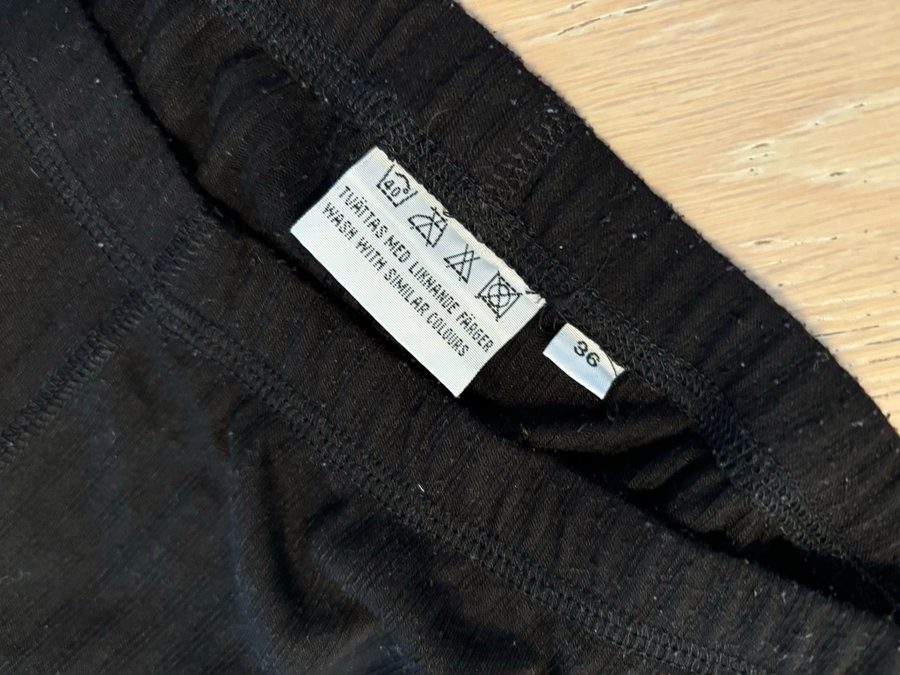 40°
TVÄTTAS MED LIKNANDE FÄRGER
WASH WITH SIMILAR COLOURS
36